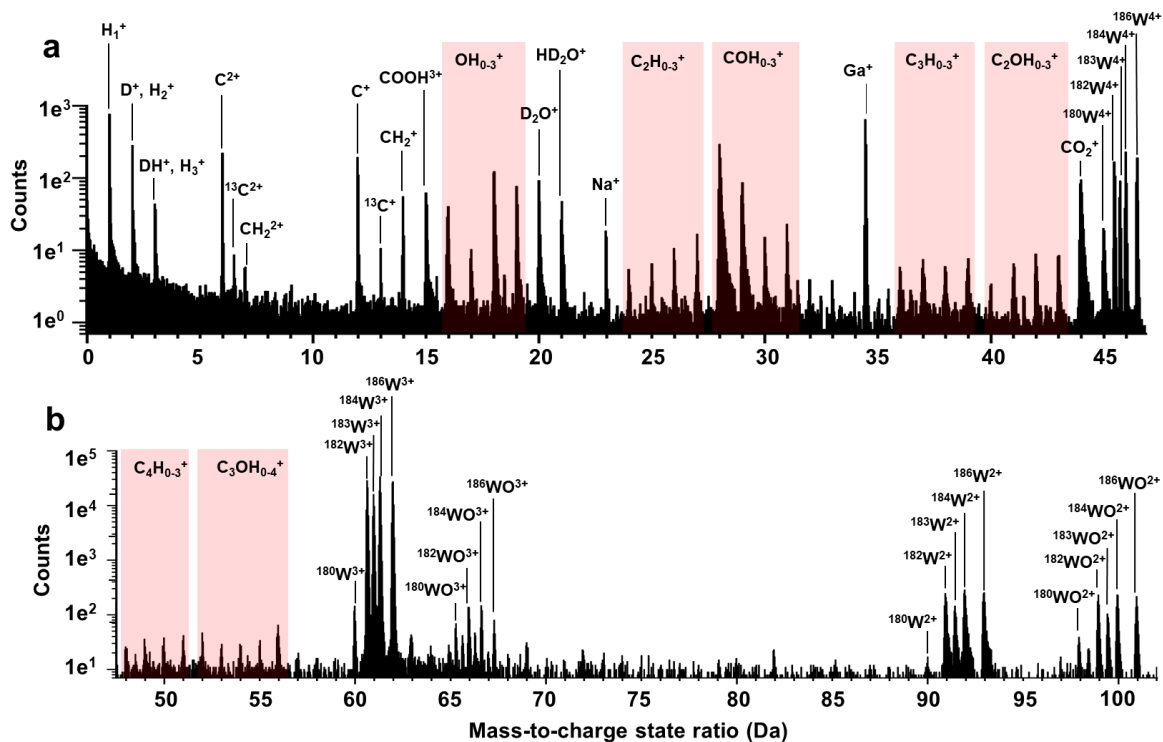 a
H₁⁺
D⁺, H₂⁺
DH⁺, H₃⁺
C²⁺
¹³C²⁺
CH₂²⁺
C⁺
¹³C⁺
CH₂⁺
COOH³⁺
OH₀₋₃⁺
D₂O⁺
HD₂O⁺
Na⁺
C₂H₀₋₃⁺
COH₀₋₃⁺
Ga⁺
C₃H₀₋₃⁺
C₂OH₀₋₃⁺
CO₂⁺
¹⁸⁰W⁴⁺
¹⁸²W⁴⁺
¹⁸³W⁴⁺
¹⁸⁴W⁴⁺
¹⁸⁶W⁴⁺
Counts
1e³
1e²
1e¹
1e⁰
0 5 10 15 20 25 30 35 40 45
b
C₄H₀₋₃⁺
C₃OH₀₋₄⁺
¹⁸⁰W³⁺
¹⁸²W³⁺
¹⁸³W³⁺
¹⁸⁴W³⁺
¹⁸⁶W³⁺
¹⁸⁰WO³⁺
¹⁸²WO³⁺
¹⁸⁴WO³⁺
¹⁸⁶WO³⁺
¹⁸⁰W²⁺
¹⁸²W²⁺
¹⁸³W²⁺
¹⁸⁴W²⁺
¹⁸⁶W²⁺
¹⁸⁰WO²⁺
¹⁸²WO²⁺
¹⁸³WO²⁺
¹⁸⁴WO²⁺
¹⁸⁶WO²⁺
Counts
1e⁵
1e⁴
1e³
1e²
1e¹
50 55 60 65 70 75 80 85 90 95 100
Mass-to-charge state ratio (Da)